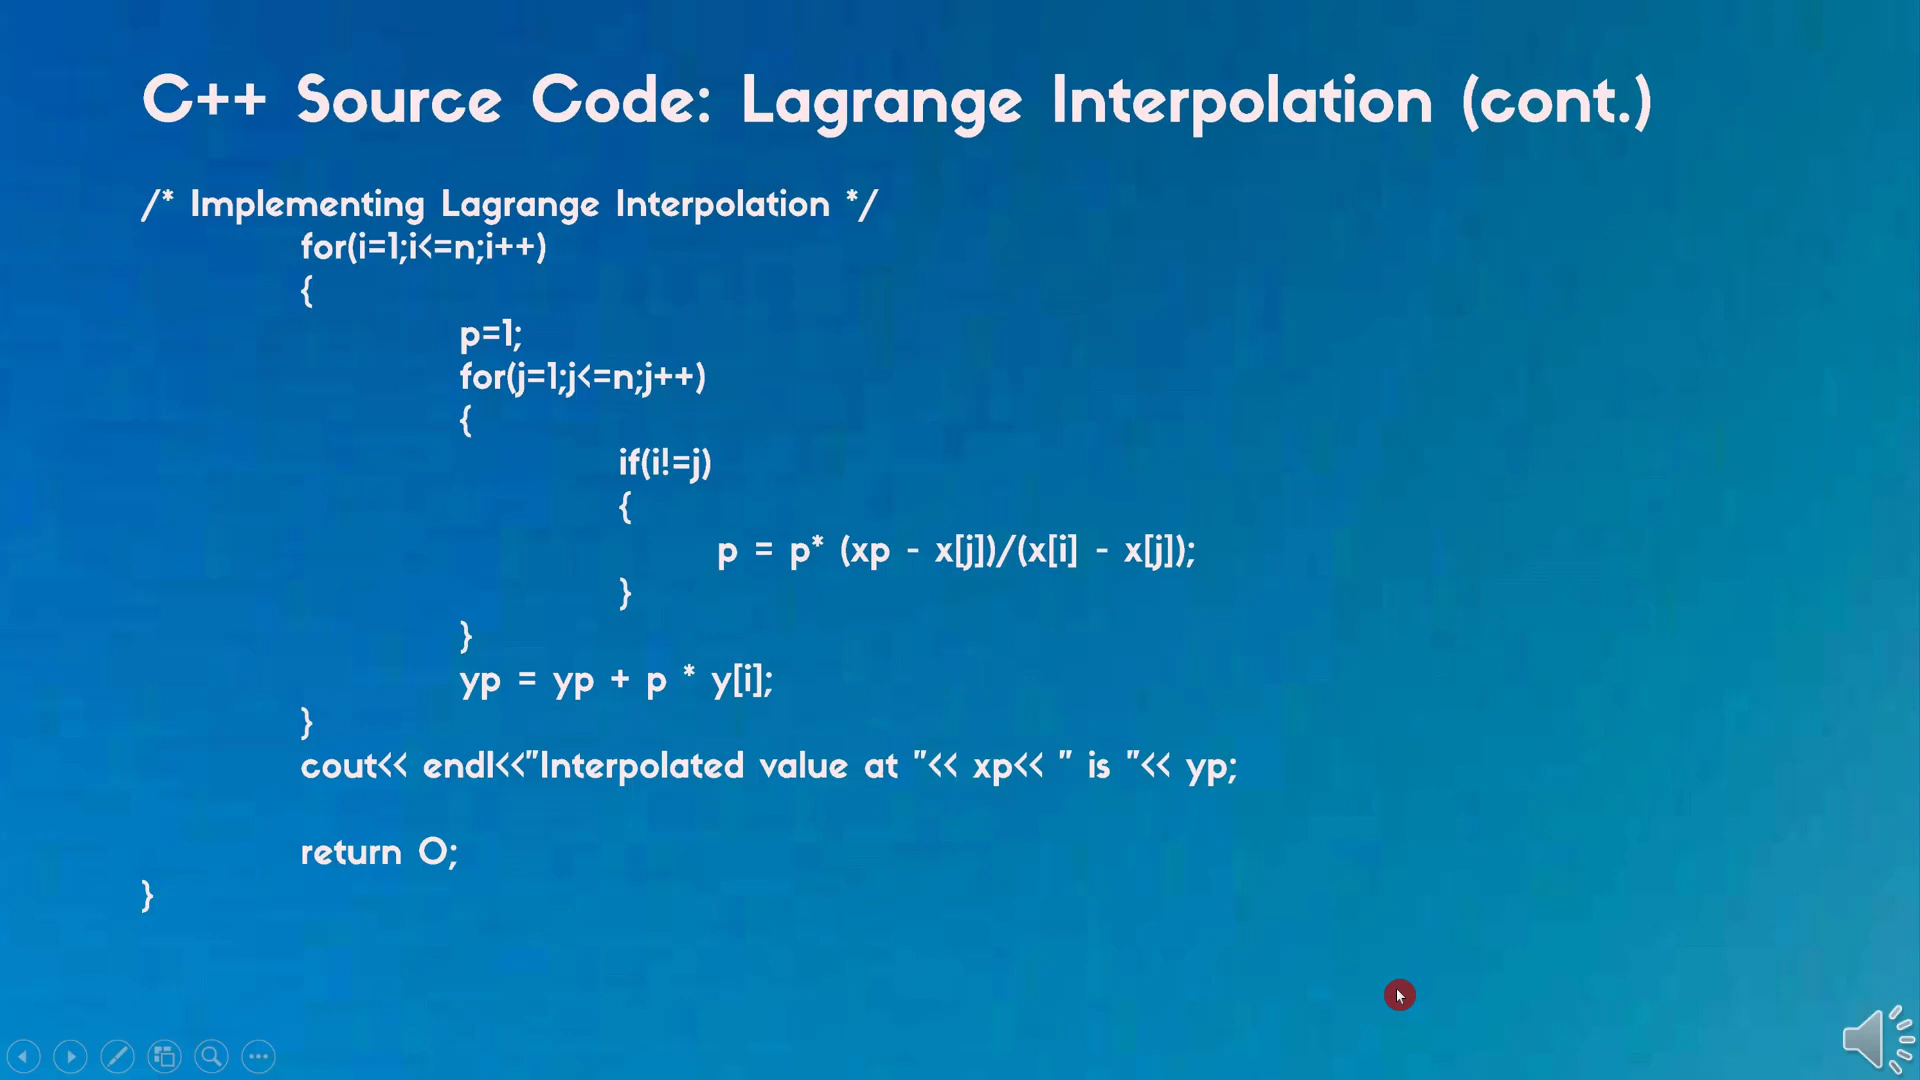 C++ Source Code: Lagrange Interpolation (cont.)
/* Implementing Lagrange Interpolation */
for(i=1;i<=n;i++)
{
p=1;
for(j=1;j<=n;j++)
{
if(i!=j)
{
p = p* (xp - x[j])/(x[i] - x[j]);
}
}
yp = yp + p * y[i];
}
cout<< endl<<"Interpolated value at "<< xp<< " is "<< yp;
return 0;
}